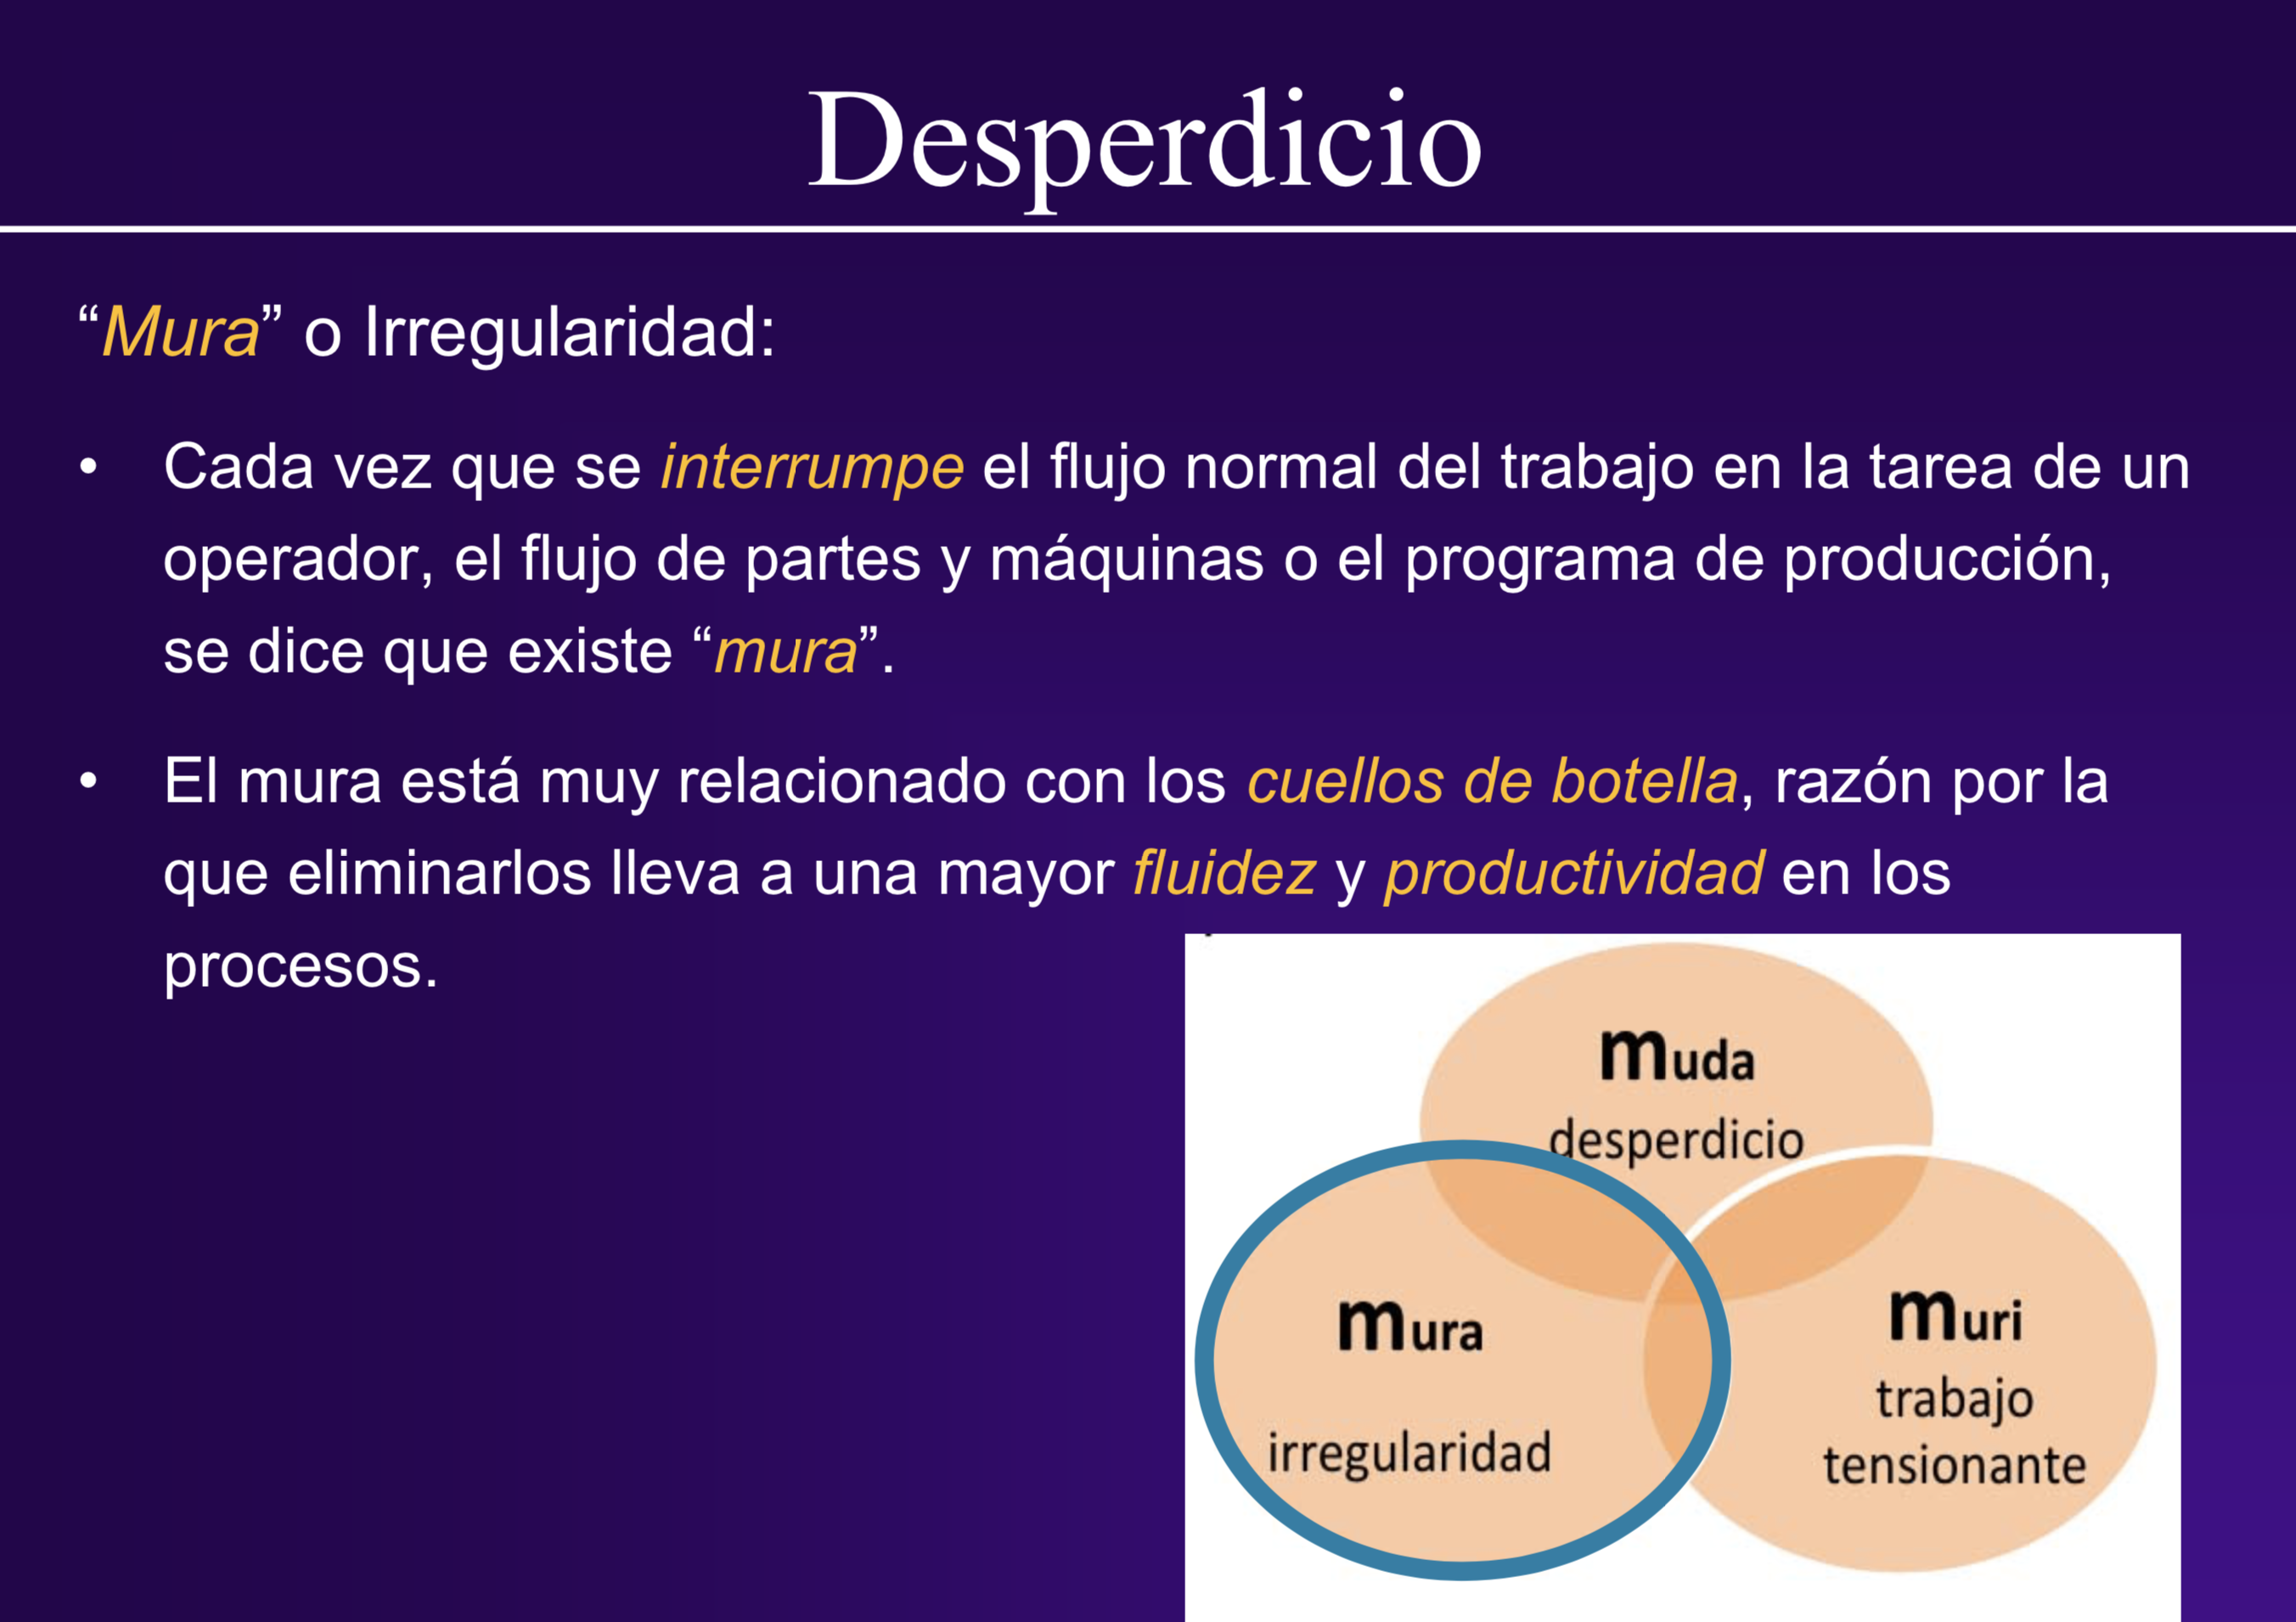 Desperdicio
“Mura” o Irregularidad:
• Cada vez que se interrumpe el flujo normal del trabajo en la tarea de un
operador, el flujo de partes y máquinas o el programa de producción,
se dice que existe “mura”.
• El mura está muy relacionado con los cuellos de botella, razón por la
que eliminarlos lleva a una mayor fluidez y productividad en los
procesos.
muda
desperdicio
mura
irregularidad
muri
trabajo
tensionante